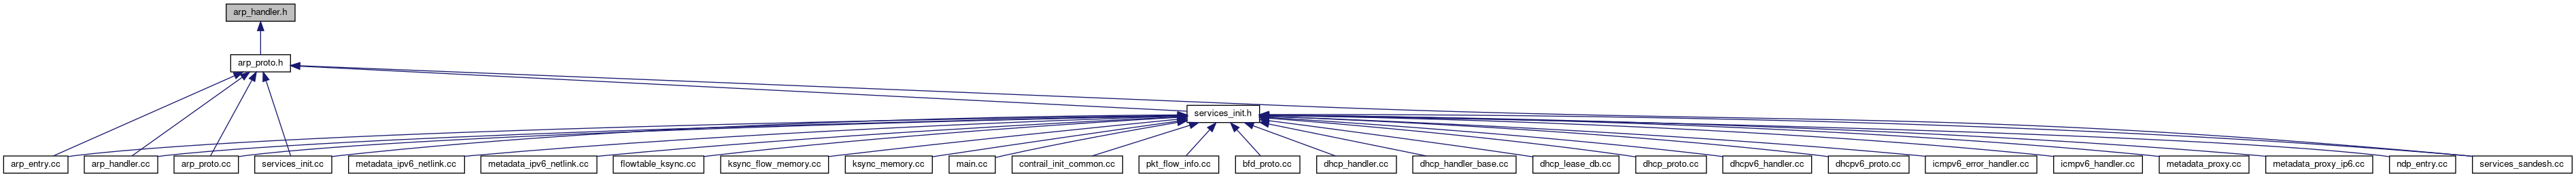 arp_handler.h
arp_proto.h
services_init.h
arp_entry.cc
arp_handler.cc
arp_proto.cc
services_init.cc
metadata_ipv6_netlink.cc
metadata_ipv6_netlink.cc
flowtable_ksync.cc
ksync_flow_memory.cc
ksync_memory.cc
main.cc
contrail_init_common.cc
pkt_flow_info.cc
bfd_proto.cc
dhcp_handler.cc
dhcp_handler_base.cc
dhcp_lease_db.cc
dhcp_proto.cc
dhcpv6_handler.cc
dhcpv6_proto.cc
icmpv6_error_handler.cc
icmpv6_handler.cc
metadata_proxy.cc
metadata_proxy_ip6.cc
ndp_entry.cc
services_sandesh.cc